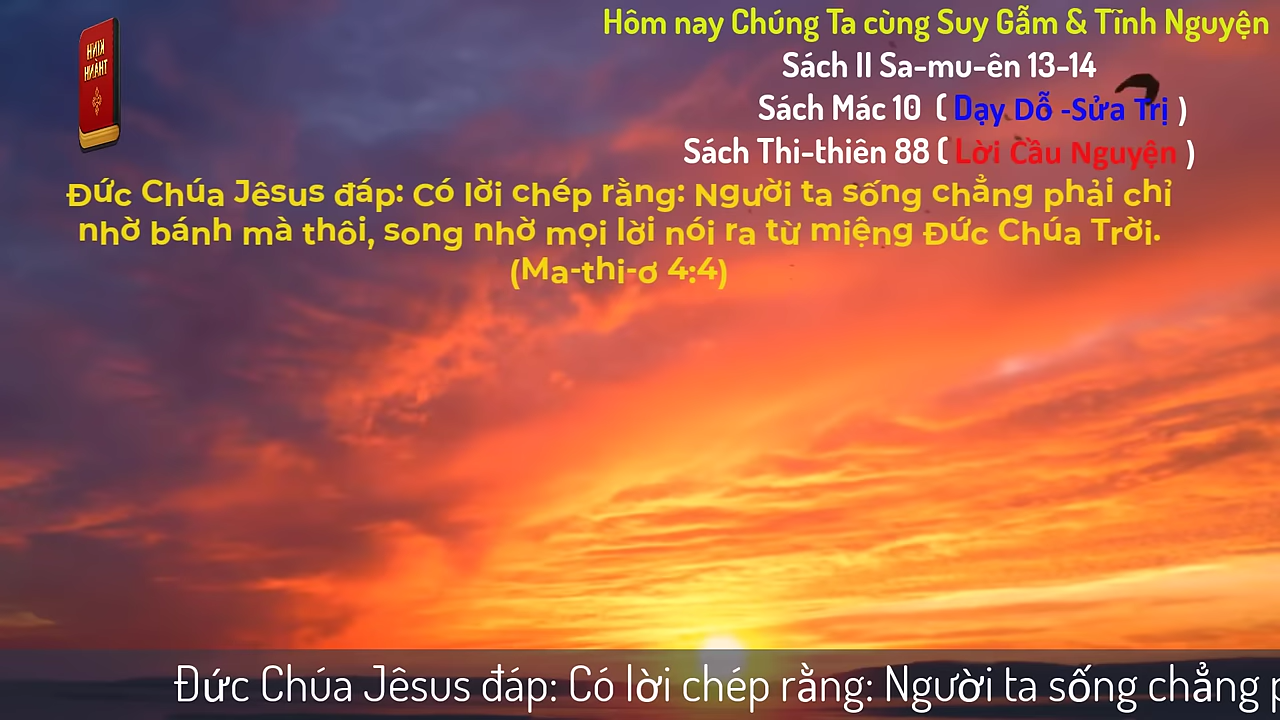 KINH
THÁNH
Hôm nay Chúng Ta cùng Suy Gẫm & Tĩnh Nguyện
Sách II Sa-mu-ên 13-14
Sách Mác 10 ( Dạy Dỗ -Sửa Trị )
Sách Thi-thiên 88 ( Lời Cầu Nguyện )
Đức Chúa Jêsus đáp: Có lời chép rằng: Người ta sống chẳng phải chỉ
nhờ bánh mà thôi, song nhờ mọi lời nói ra từ miệng Đức Chúa Trời.
(Ma-thi-ơ 4:4)
Đức Chúa Jêsus đáp: Có lời chép rằng: Người ta sống chẳng